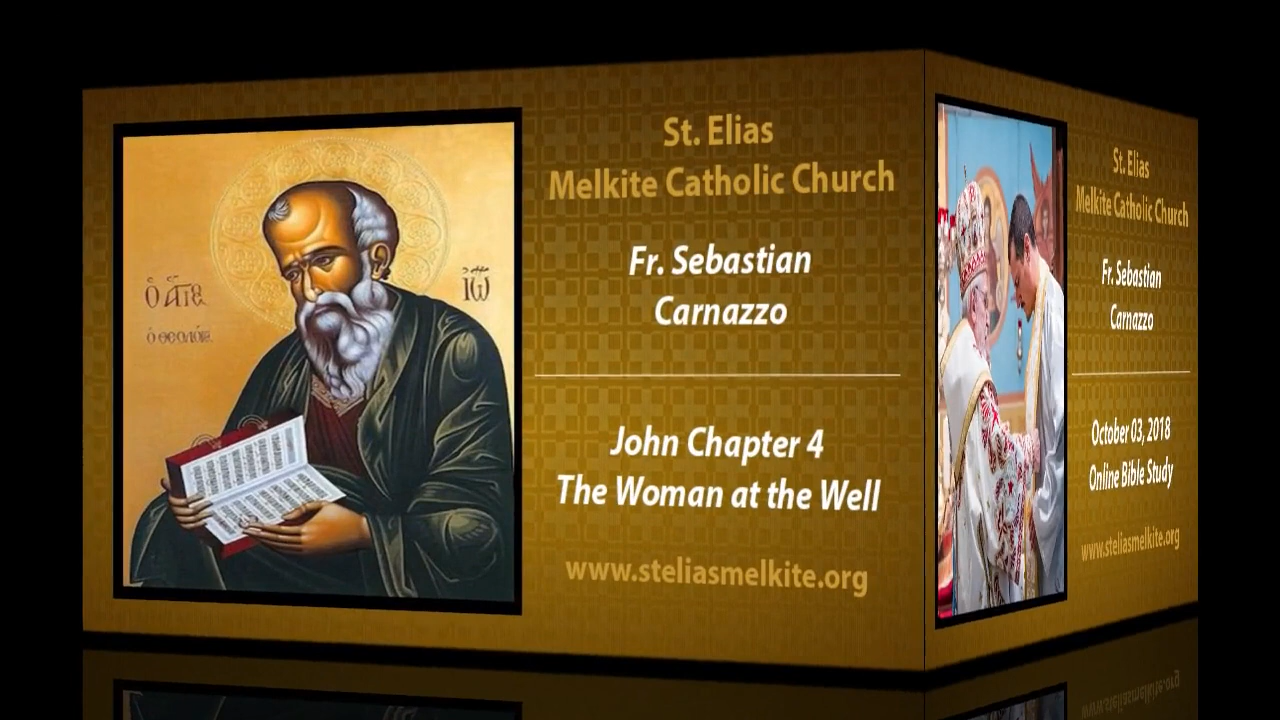 St. Elias
Melkite Catholic Church
Fr. Sebastian
Carnazzo
John Chapter 4
The Woman at the Well
www.steliasmelkite.org
St. Elias
Melkite Catholic Church
Fr. Sebastian
Carnazzo
October 03, 2018
Online Bible Study
www.steliasmelkite.org